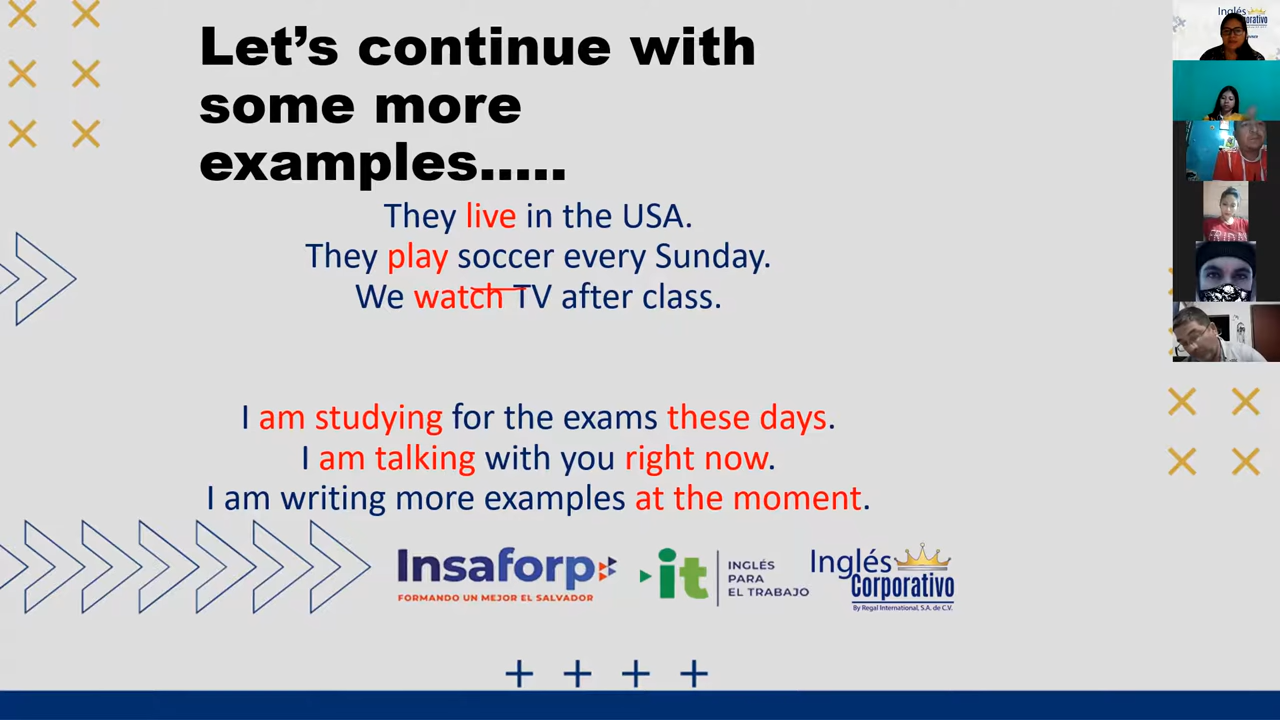 Let's continue with
some more
examples.....
They live in the USA.
They play soccer every Sunday.
We watch TV after class.
I am studying for the exams these days.
I am talking with you right now.
I am writing more examples at the moment.
Insaforp
FORMANDO UN MEJOR EL SALVADOR
it
INGLÉS
PARA
EL TRABAJO
Inglés
Corporativo
By Regal International, S.A. de C.V.
Inglés
Corporativo